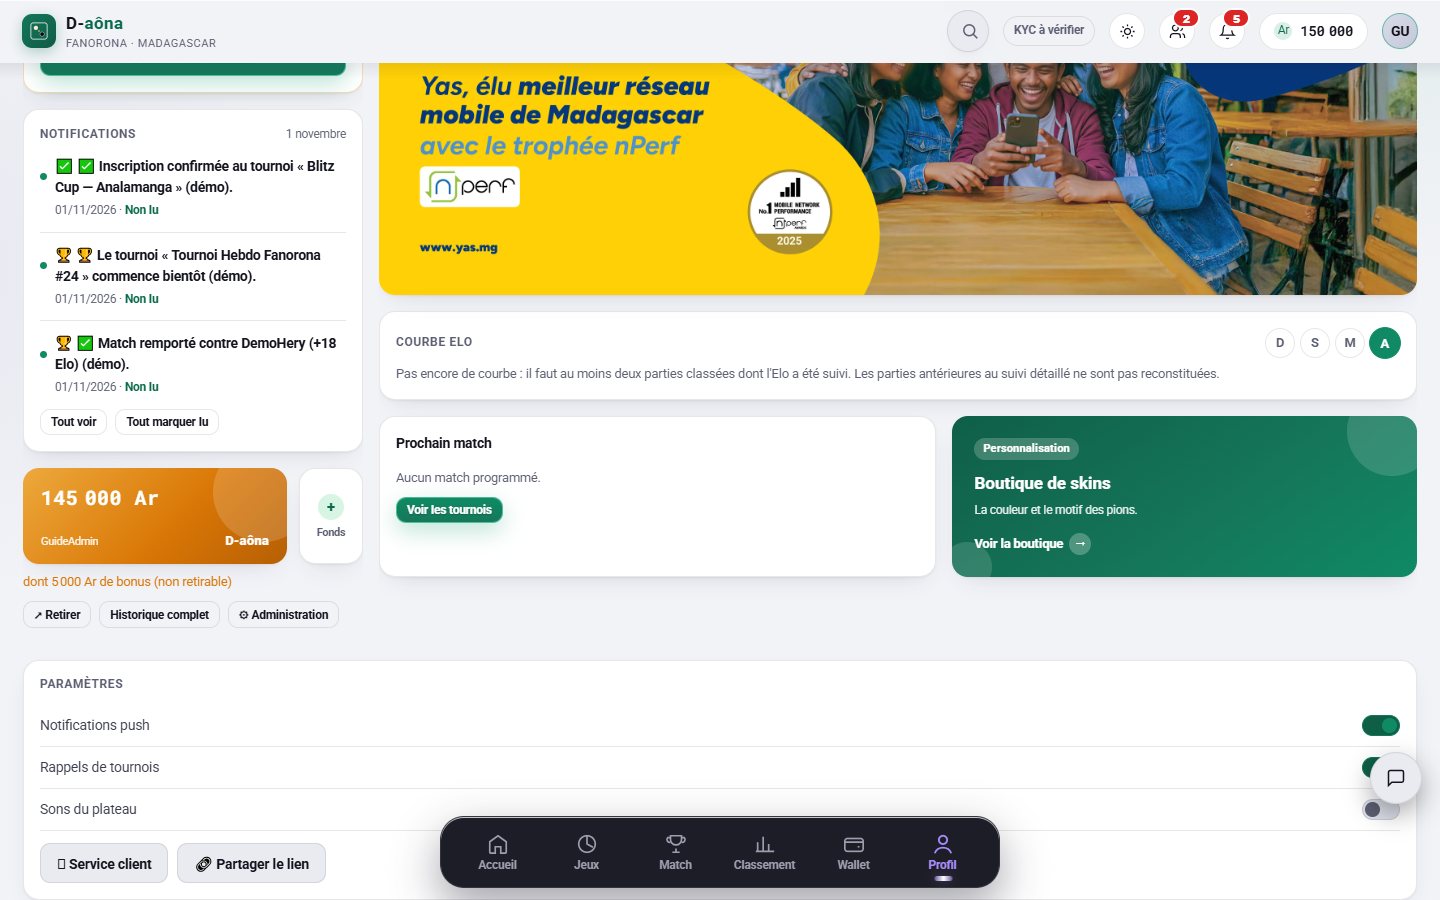 D-aôna
FANORONA · MADAGASCAR
KYC à vérifier
2
5
Ar 150 000
GU
NOTIFICATIONS
1 novembre
✅ ✅ Inscription confirmée au tournoi « Blitz
Cup — Analamanga » (démo).
01/11/2026 · Non lu
🏆 🏆 Le tournoi « Tournoi Hebdo Fanorona
#24 » commence bientôt (démo).
01/11/2026 · Non lu
🏆 ✅ Match remporté contre DemoHery (+18
Elo) (démo).
01/11/2026 · Non lu
Tout voir
Tout marquer lu
145 000 Ar
GuideAdmin
D-aôna
+
Fonds
dont 5 000 Ar de bonus (non retirable)
↗ Retirer
Historique complet
⚙ Administration
Yas, élu meilleur réseau
mobile de Madagascar
avec le trophée nPerf
nperf
www.yas.mg
No.1 MOBILE NETWORK
PERFORMANCE
nperf
AWARDS
2025
COURBE ELO
D
S
M
A
Pas encore de courbe : il faut au moins deux parties classées dont l'Elo a été suivi. Les parties antérieures au suivi détaillé ne sont pas reconstituées.
Prochain match
Aucun match programmé.
Voir les tournois
Personnalisation
Boutique de skins
La couleur et le motif des pions.
Voir la boutique →
PARAMÈTRES
Notifications push
Rappels de tournois
Sons du plateau
Service client
Partager le lien
Accueil
Jeux
Match
Classement
Wallet
Profil